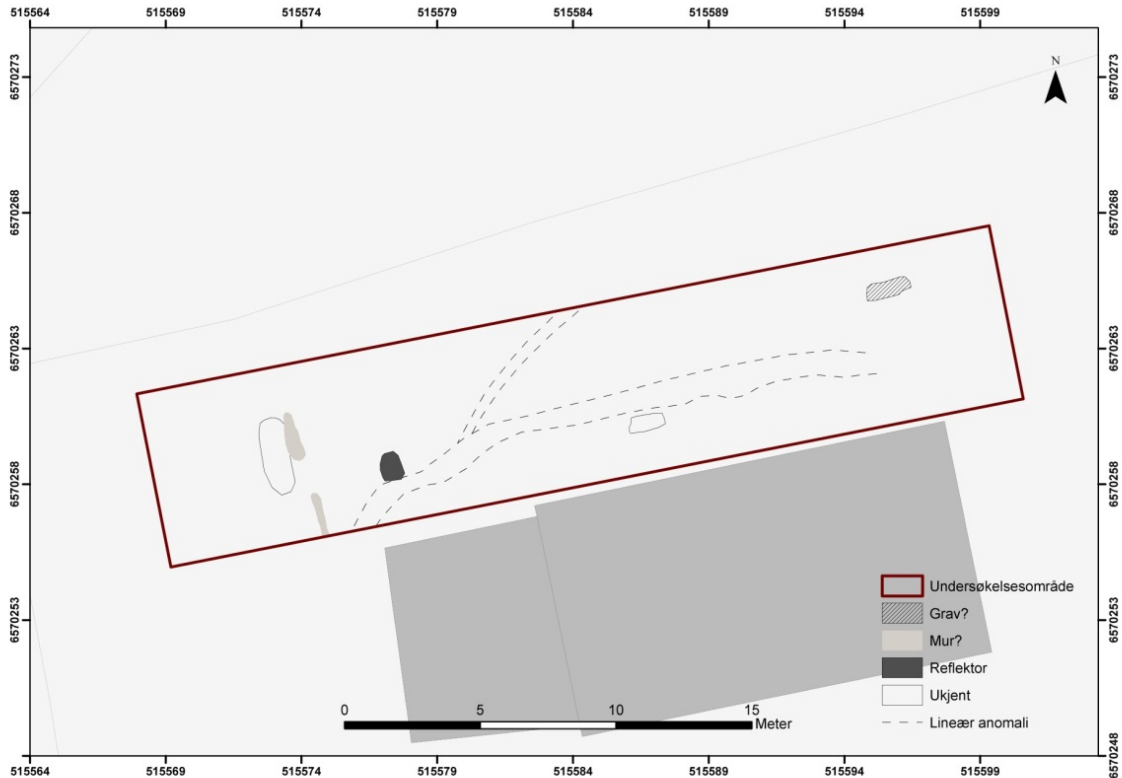 515564 515569 515574 515579 515584 515589 515594 515599
6570273 6570273
N
6570268 6570268
6570263 6570263
6570258 6570258
Undersøkelsesområde
6570253 6570253
Grav?
Mur?
Reflektor
Ukjent
Lineær anomali
0 5 10 15
Meter
6570248 6570248
515564 515569 515574 515579 515584 515589 515594 515599